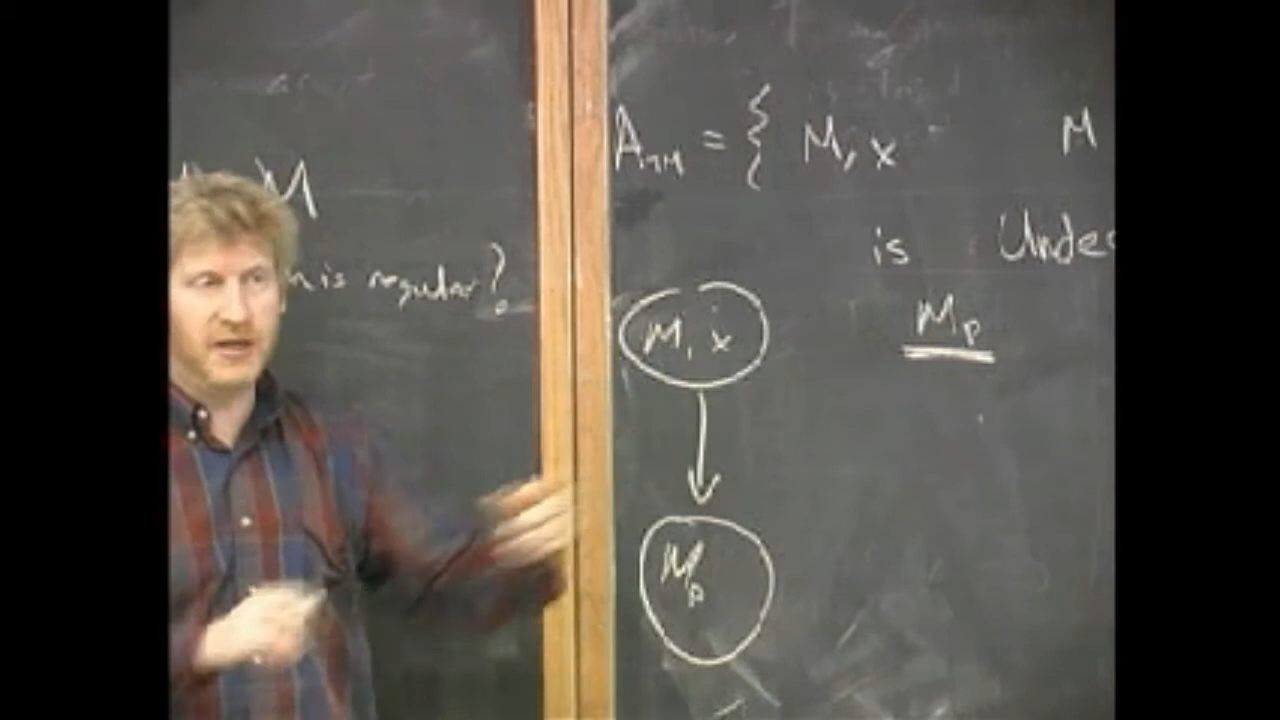 M
is regular?
A_TM = { M, x M
is Unde
M, x
M_P
M_P